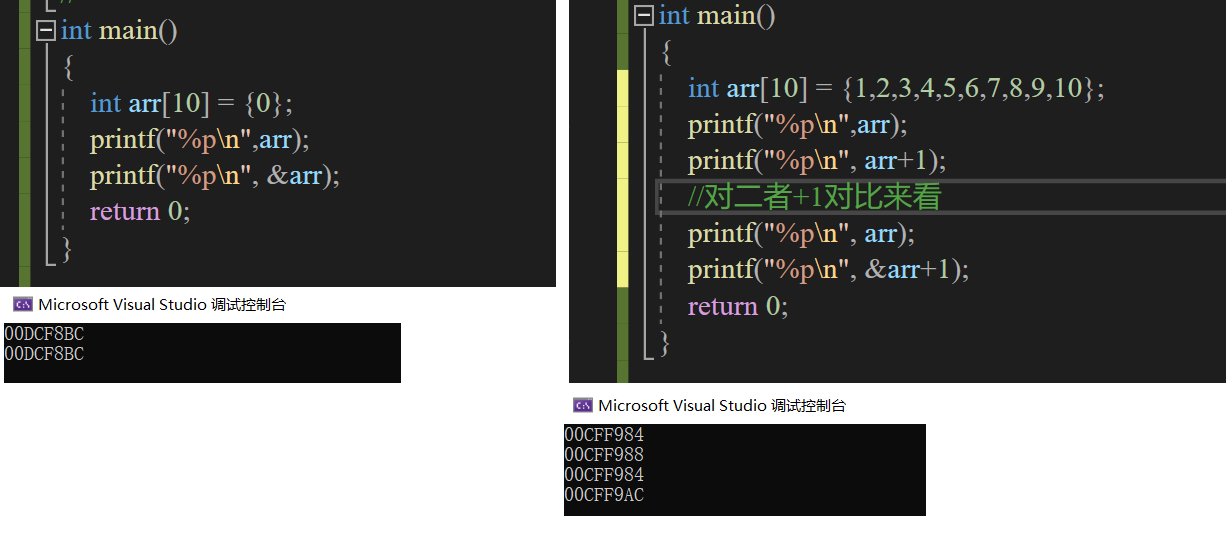 //
int main()
{
int arr[10] = {0};
printf("%p\n",arr);
printf("%p\n", &arr);
return 0;
}
Microsoft Visual Studio 调试控制台
00DCF8BC
00DCF8BC
int main()
{
int arr[10] = {1,2,3,4,5,6,7,8,9,10};
printf("%p\n",arr);
printf("%p\n", arr+1);
//对二者+1对比来看
printf("%p\n", arr);
printf("%p\n", &arr+1);
return 0;
}
Microsoft Visual Studio 调试控制台
00CFF984
00CFF988
00CFF984
00CFF9AC